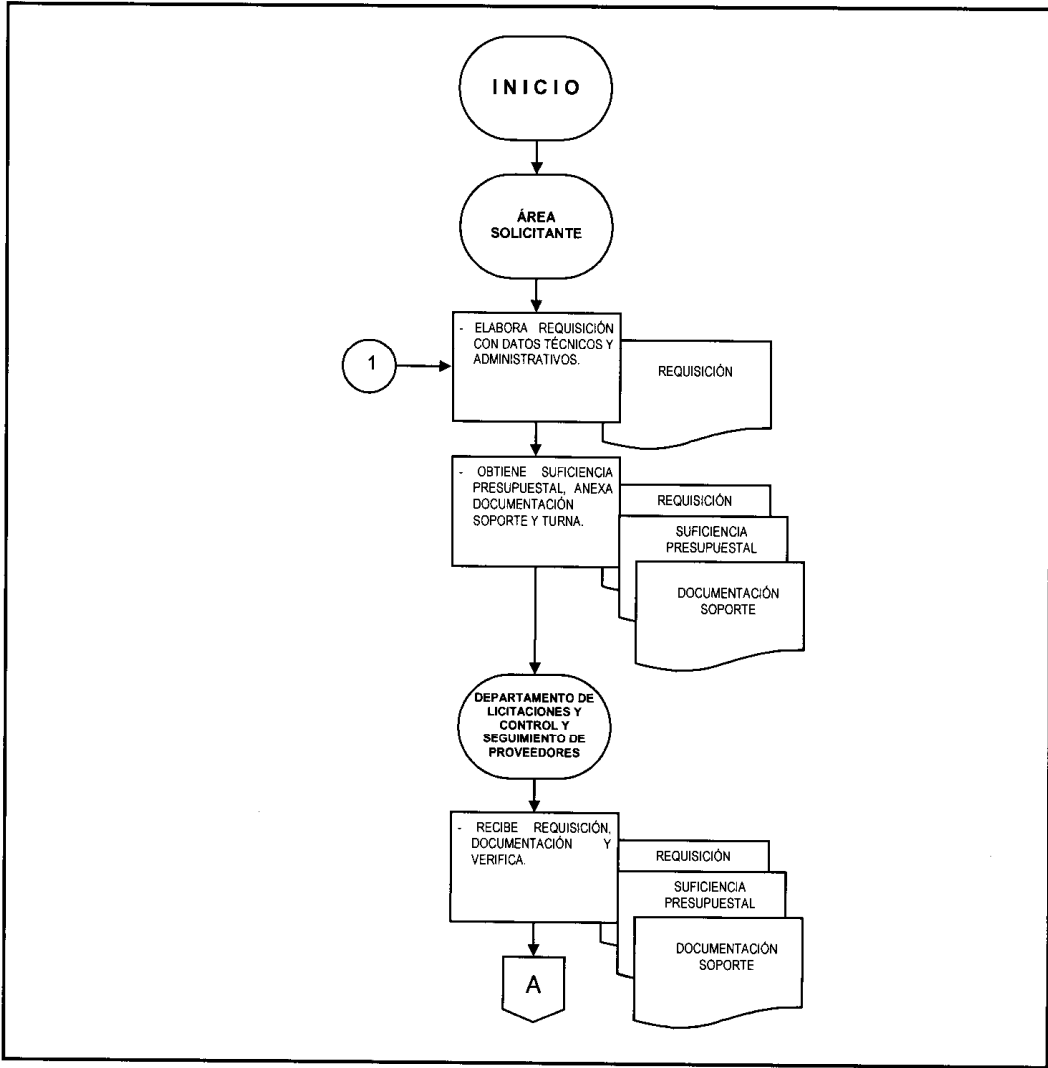 INICIO
ÁREA
SOLICITANTE
- ELABORA REQUISICIÓN
CON DATOS TÉCNICOS Y
ADMINISTRATIVOS.
1
REQUISICIÓN
- OBTIENE SUFICIENCIA
PRESUPUESTAL, ANEXA
DOCUMENTACIÓN
SOPORTE Y TURNA.
REQUISICIÓN
SUFICIENCIA
PRESUPUESTAL
DOCUMENTACIÓN
SOPORTE
DEPARTAMENTO DE
LICITACIONES Y
CONTROL Y
SEGUIMIENTO DE
PROVEEDORES
- RECIBE REQUISICIÓN,
DOCUMENTACIÓN Y
VERIFICA.
REQUISICIÓN
SUFICIENCIA
PRESUPUESTAL
DOCUMENTACIÓN
SOPORTE
A